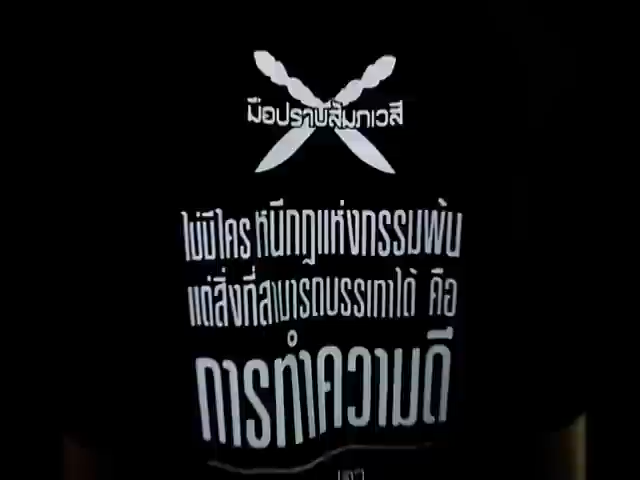 มือปราบสัมภเวสี
ไม่มีใครหนีกฎแห่งกรรมพ้น
แต่สิ่งที่สามารถบรรเทาได้ คือ
การทำความดี